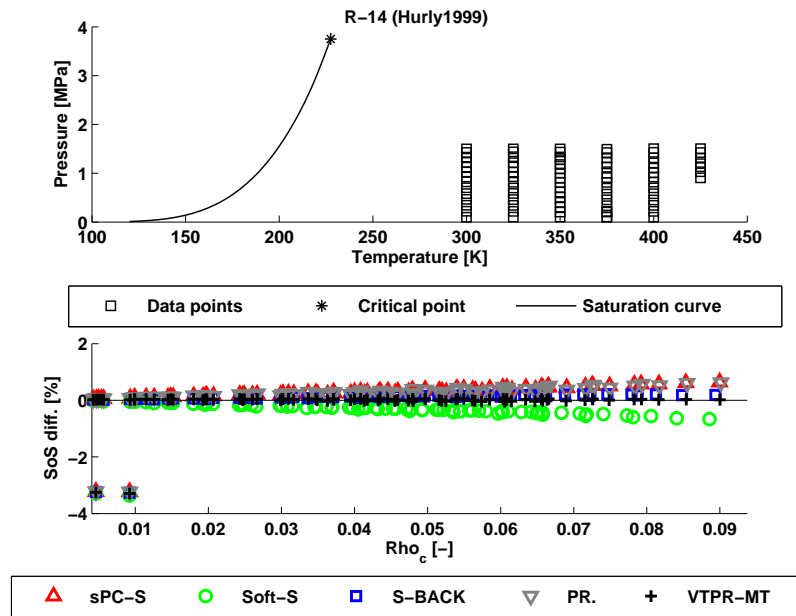 R-14 (Hurly1999)
Pressure [MPa]
4
3
2
1
0
100 150 200 250 300 350 400 450
Temperature [K]
Data points Critical point Saturation curve
SoS diff. [%]
2
0
−2
−4
0.01 0.02 0.03 0.04 0.05 0.06 0.07 0.08 0.09
Rho_c [−]
sPC−S Soft−S S−BACK PR. VTPR−MT